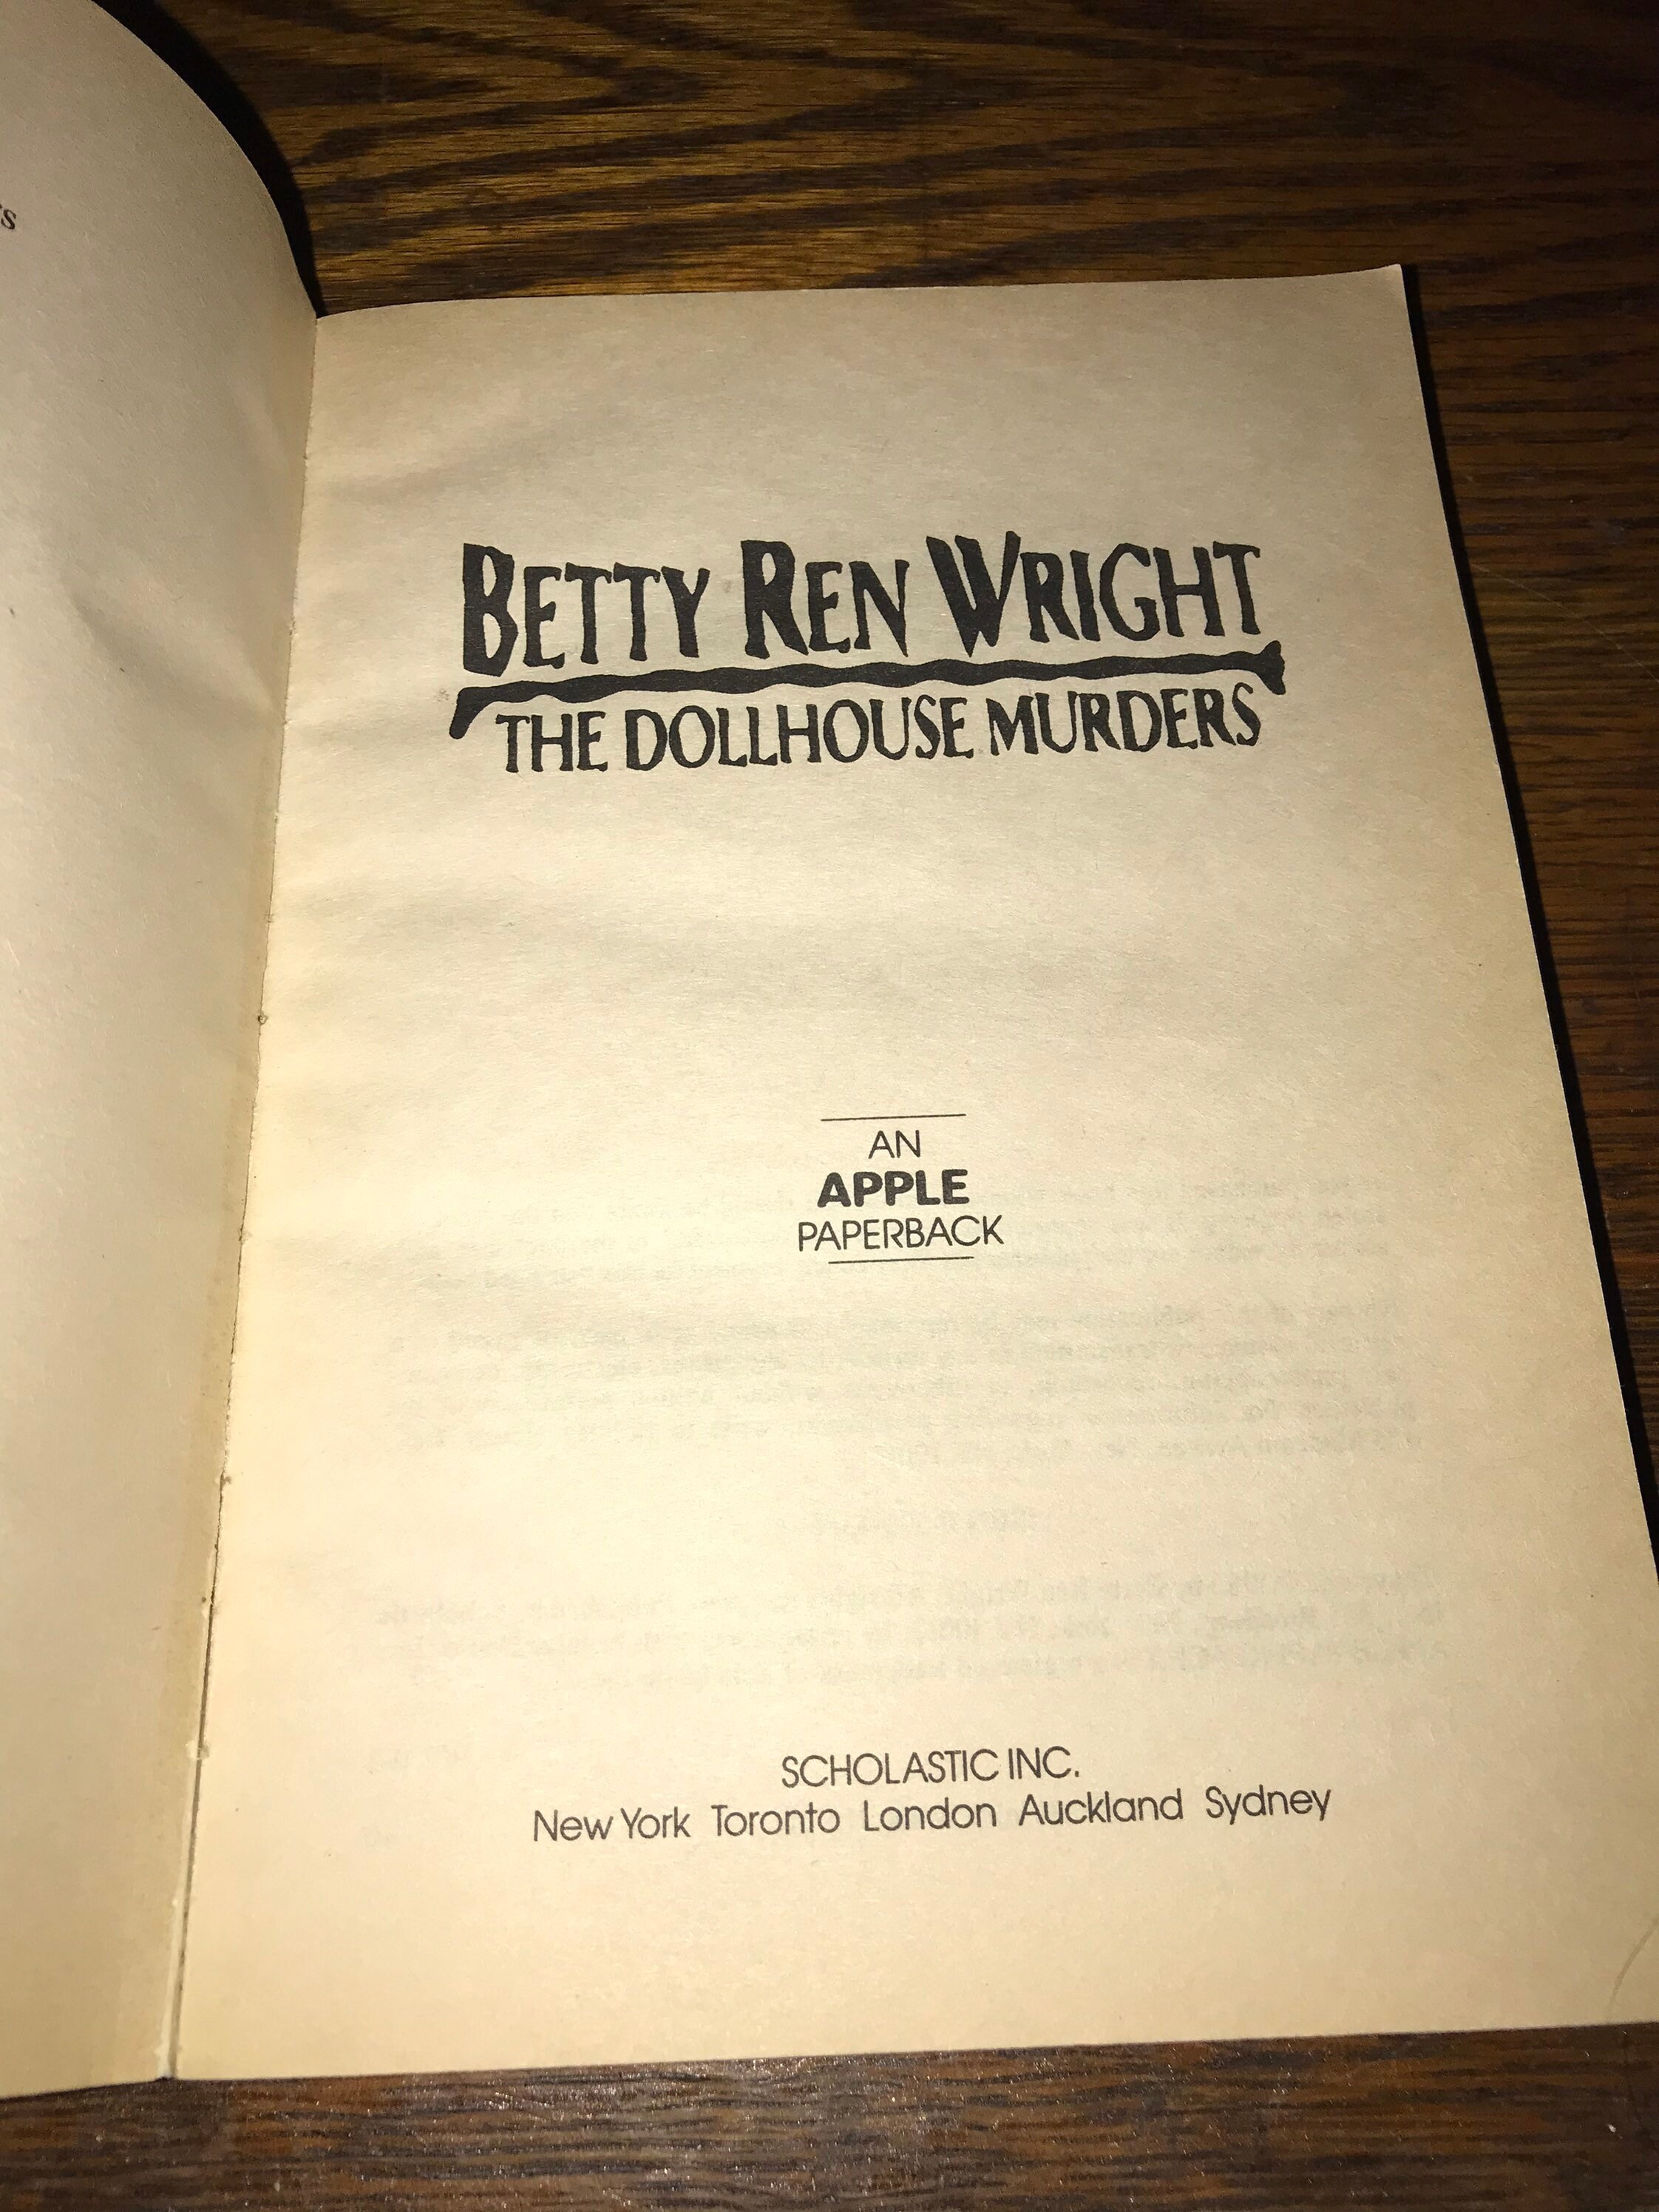 BETTY REN WRIGHT
THE DOLLHOUSE MURDERS
AN
APPLE
PAPERBACK
SCHOLASTIC INC.
New York Toronto London Auckland Sydney